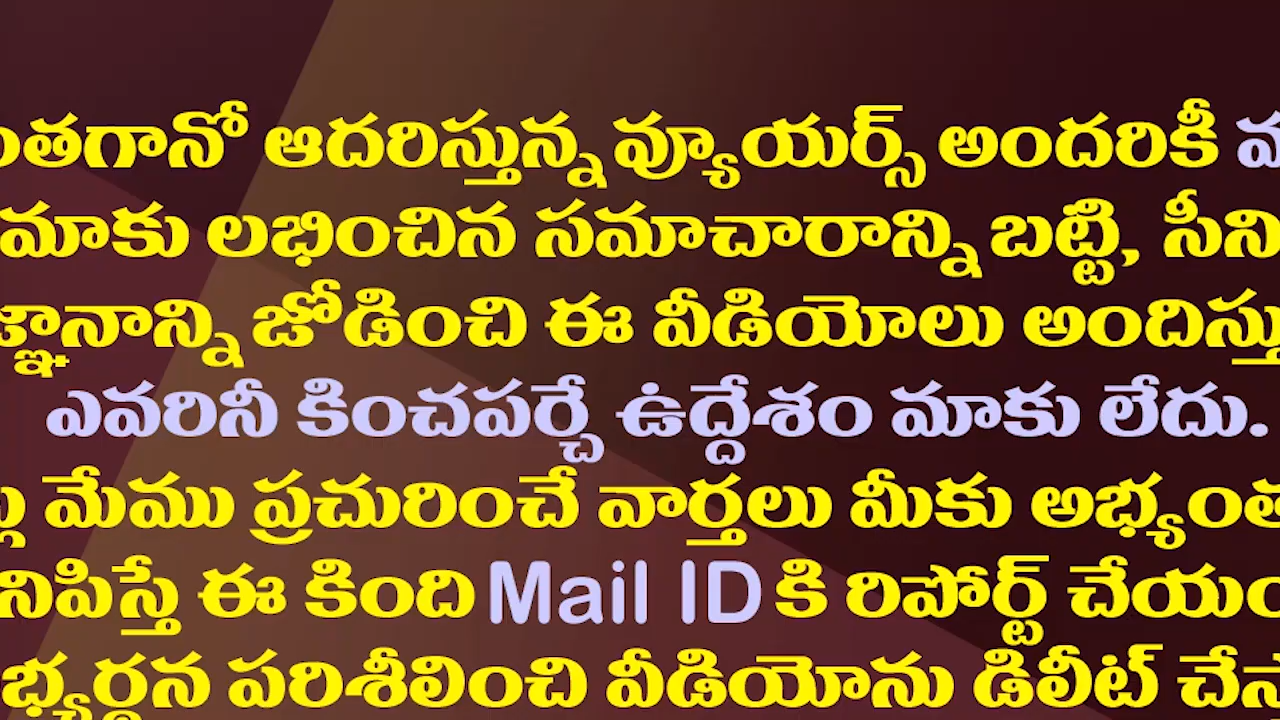 ంతగానో ఆదరిస్తున్న వ్యూయర్స్ అందరికీ
మాకు లభించిన సమాచారాన్ని బట్టి, సీని
జ్ఞానాన్ని జోడించి ఈ వీడియోలు అందిస్తు
ఎవరినీ కించపర్చే ఉద్దేశం మాకు లేదు.
మేము ప్రచురించే వార్తలు మీకు అభ్యంత
నిపిస్తే ఈ కింది Mail ID కి రిపోర్ట్ చేయం
భ్యర్థన పరిశీలించి వీడియోను డిలీట్ చేస